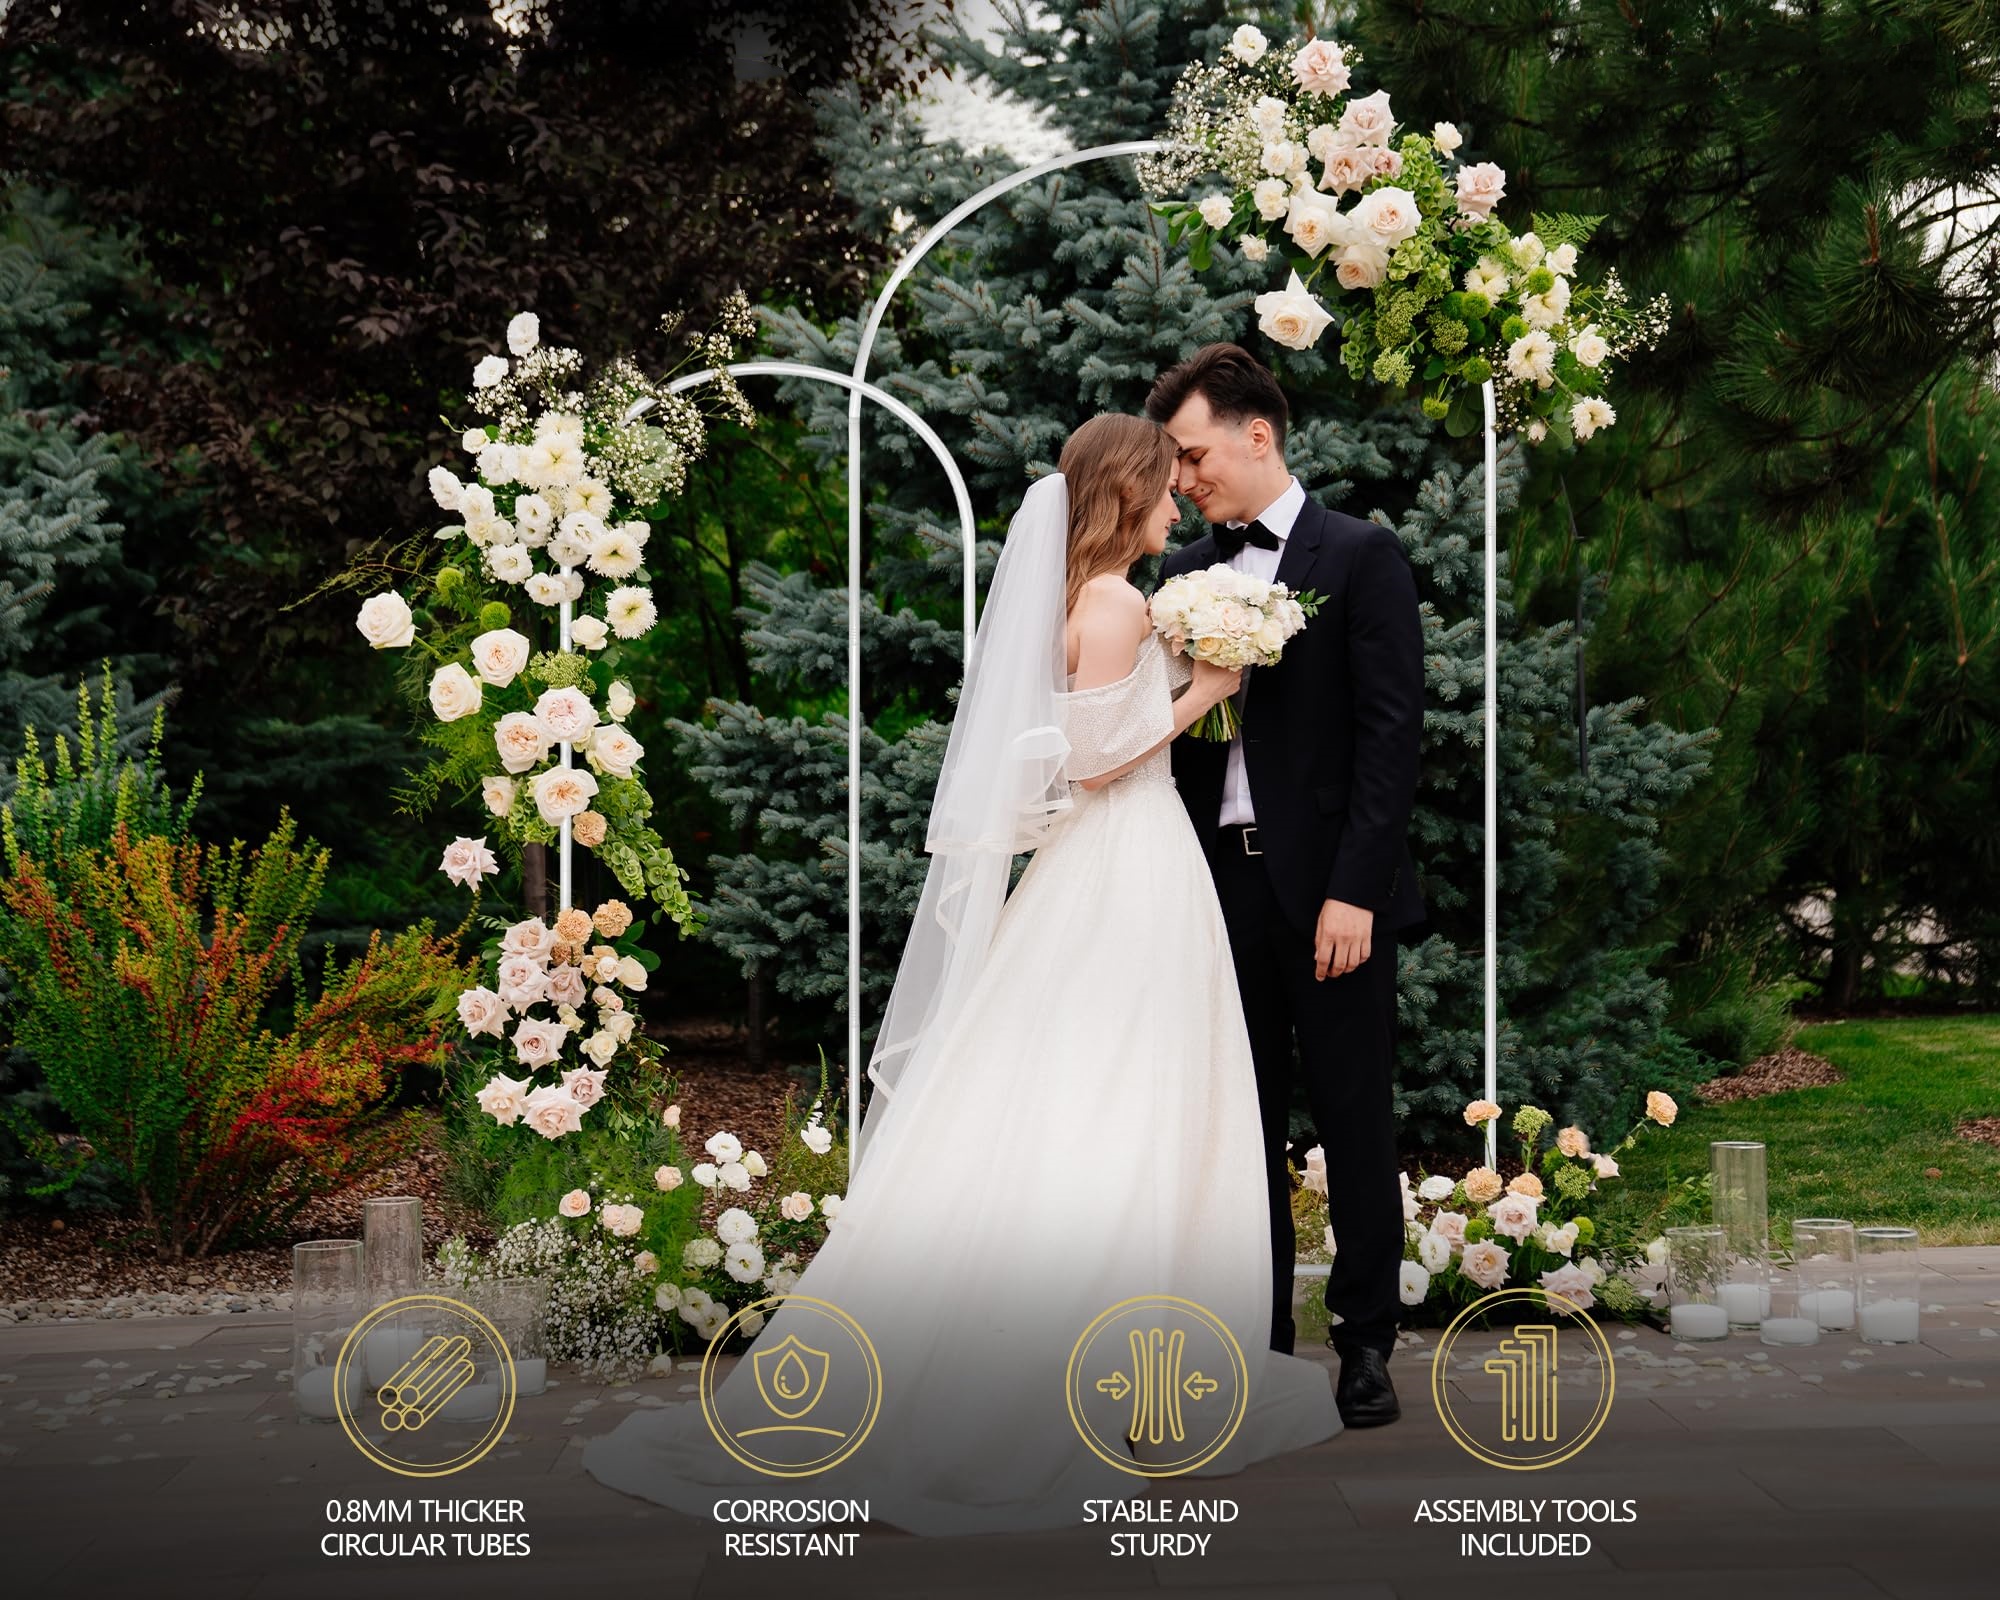 0.8MM THICKER
CIRCULAR TUBES
CORROSION
RESISTANT
STABLE AND
STURDY
ASSEMBLY TOOLS
INCLUDED